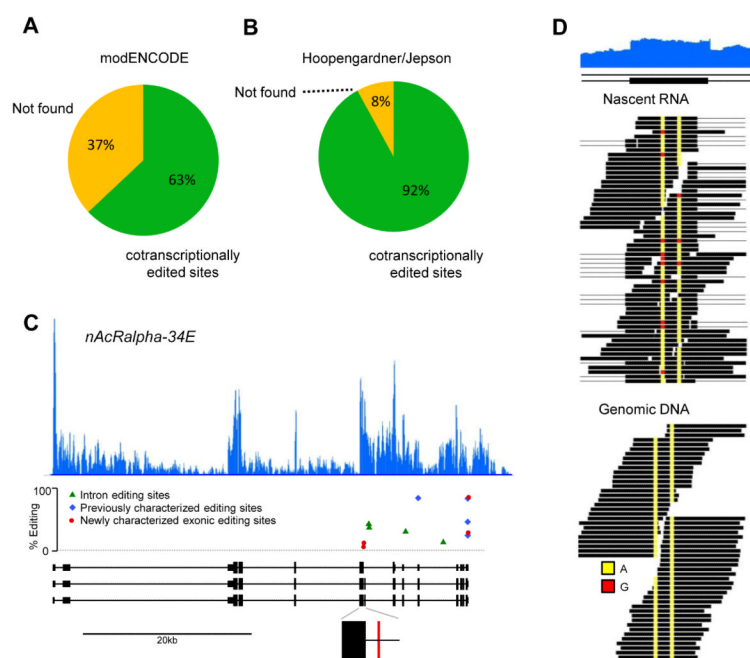 A
modENCODE
Not found
37%
63%
cotranscriptionally
edited sites
B
Hoopengardner/Jepson
Not found
8%
92%
cotranscriptionally
edited sites
C
nAcRalpha-34E
100
% Editing
0
Intron editing sites
Previously characterized editing sites
Newly characterized exonic editing sites
20kb
D
Nascent RNA
Genomic DNA
A
G